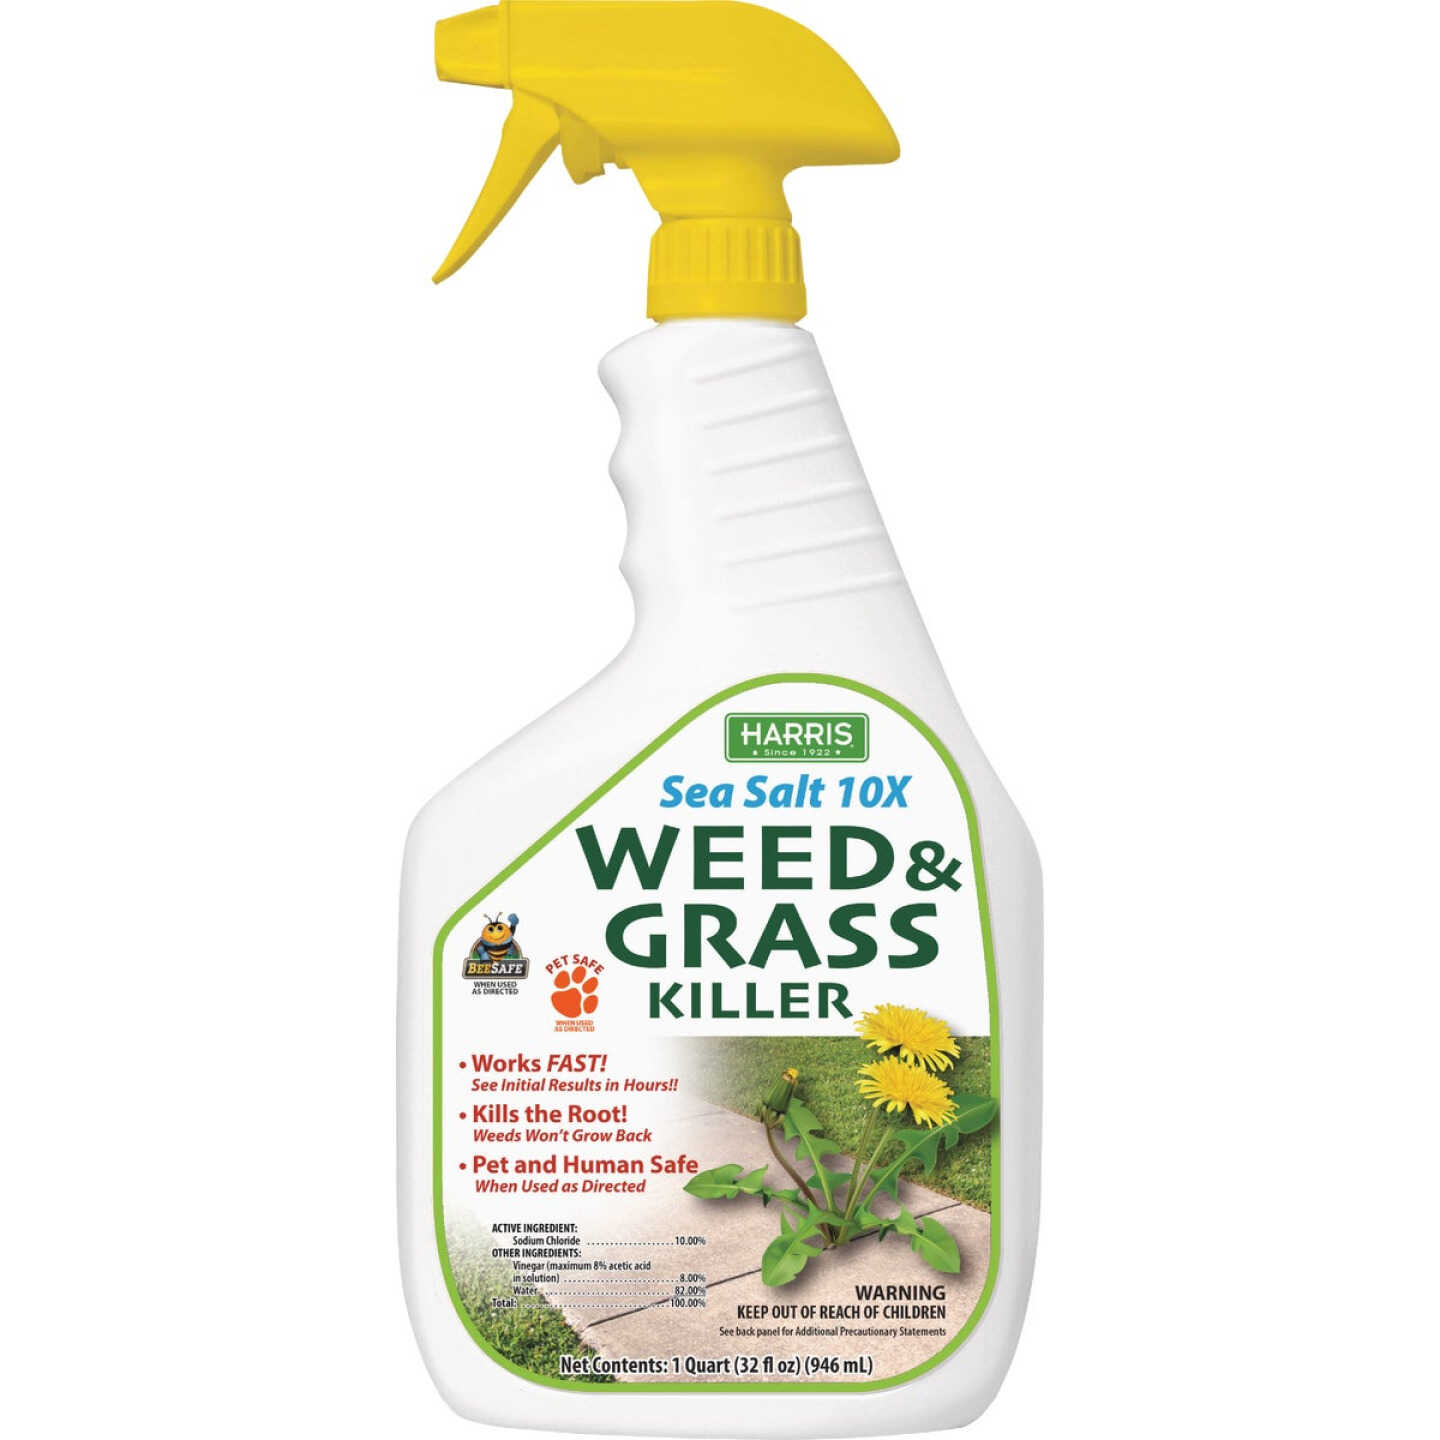 HARRIS
Since 1922
Sea Salt 10X
WEED &
GRASS
KILLER
BEESAFE
WHEN USED
AS DIRECTED
PET SAFE
WHEN USED
AS DIRECTED
• Works FAST!
See Initial Results in Hours!!
• Kills the Root!
Weeds Won't Grow Back
• Pet and Human Safe
When Used as Directed
ACTIVE INGREDIENT:
Sodium Chloride ..................... 10.00%
OTHER INGREDIENTS:
Vinegar (maximum 8% acetic acid
in solution) ................................ 8.00%
Water ........................................ 82.00%
Total: ........................................ 100.00%
WARNING
KEEP OUT OF REACH OF CHILDREN
See back panel for Additional Precautionary Statements
Net Contents: 1 Quart (32 fl oz) (946 mL)